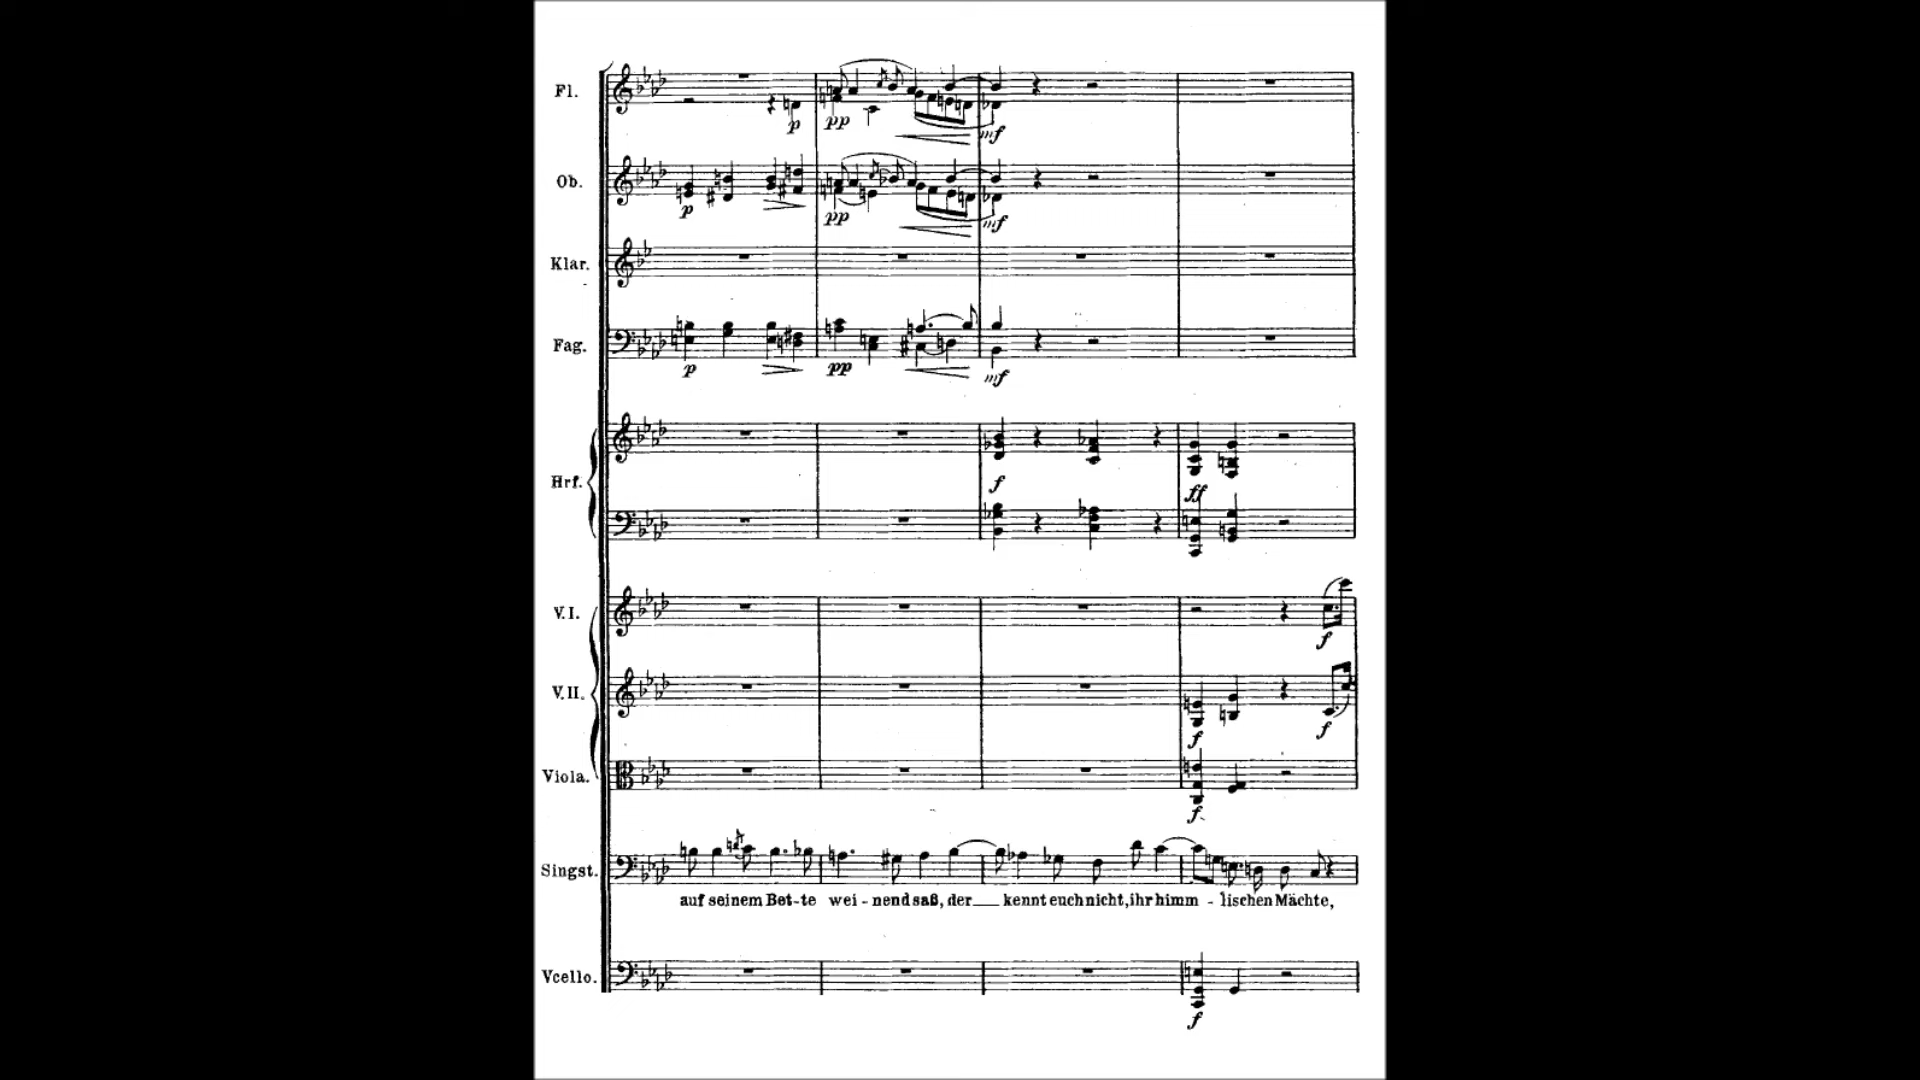 Fl.
p
pp
mf
Ob.
p
pp
mf
Klar.
Fag.
p
pp
mf
Hrf.
f
ff
V.I.
f
V.II.
f
f
Viola.
f
Singst.
auf seinem Bet-te wei-nend saß, der kennt euch nicht, ihr himm-lischen Mächte,
Vcello.
f